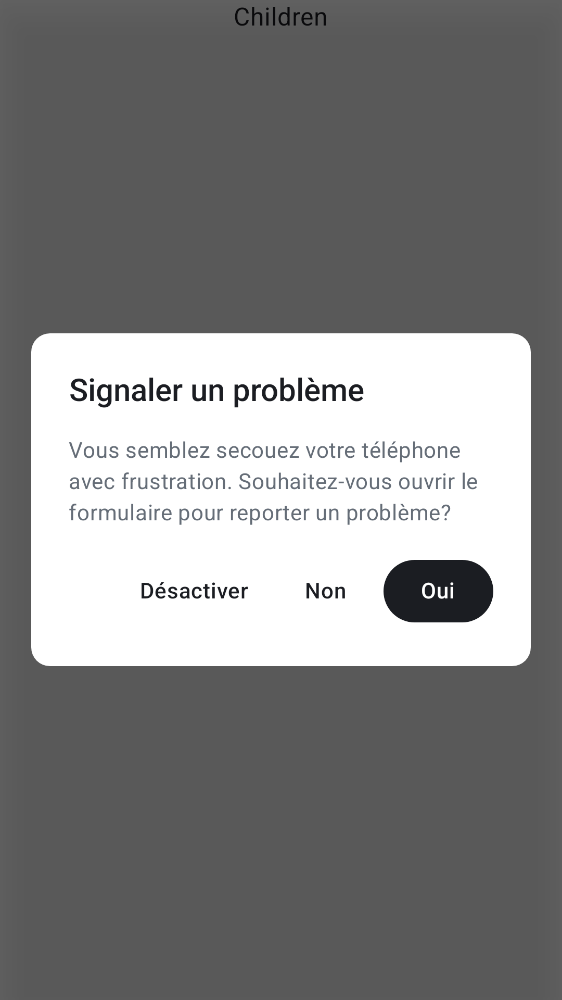 Children
Signaler un problème
Vous semblez secouez votre téléphone
avec frustration. Souhaitez-vous ouvrir le
formulaire pour reporter un problème?
Désactiver Non Oui